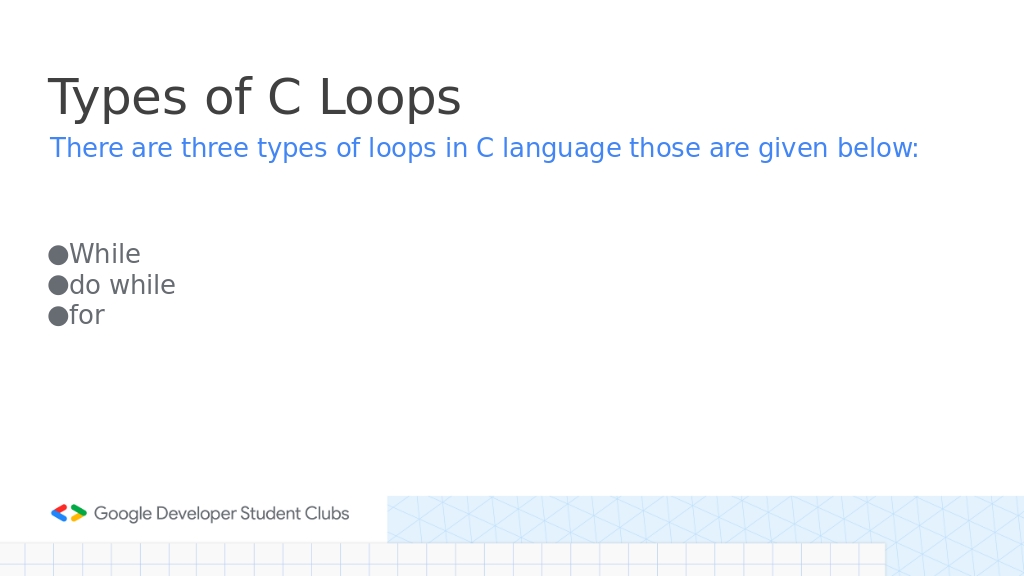 Types of C Loops
There are three types of loops in C language those are given below:
●While
●do while
●for
Google Developer Student Clubs